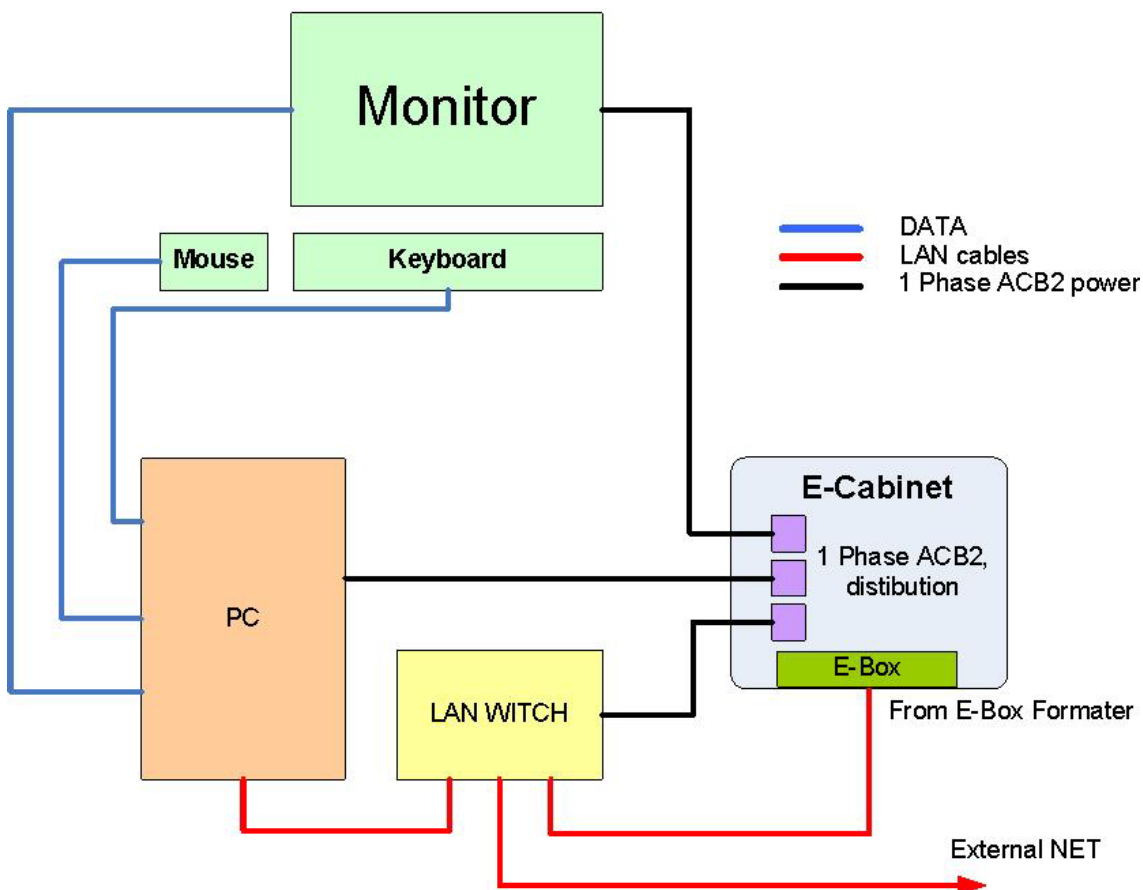 Monitor
Mouse
Keyboard
DATA
LAN cables
1 Phase ACB2 power
E-Cabinet
1 Phase ACB2,
distibution
PC
E-Box
LAN WITCH
From E-Box Formater
External NET